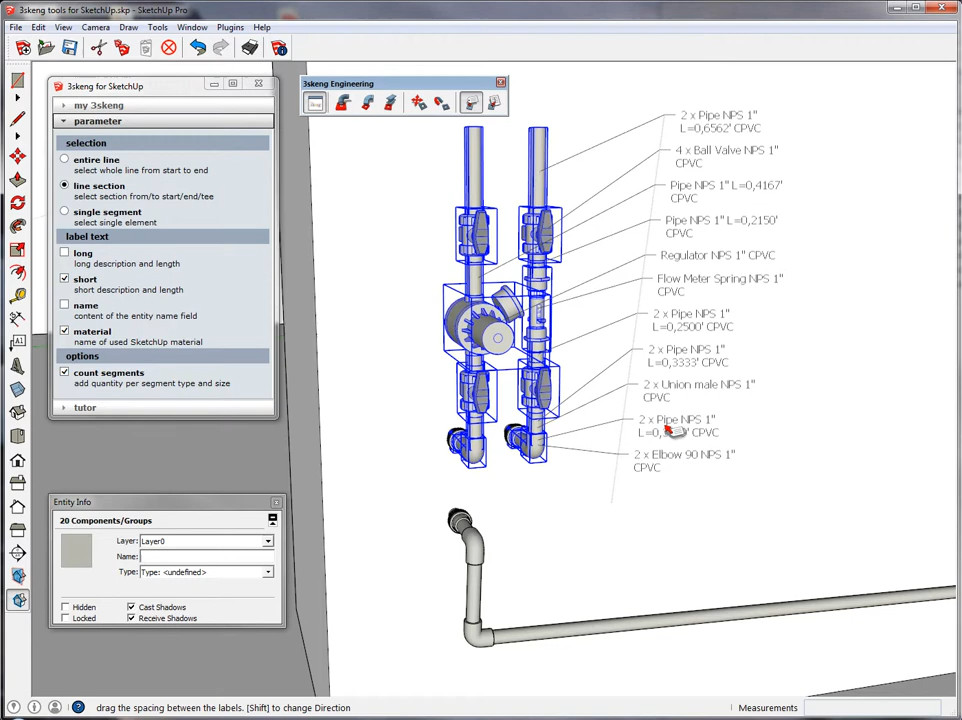 3skeng tools for SketchUp.skp - SketchUp Pro
File Edit View Camera Draw Tools Window Plugins Help
3skeng for SketchUp
my 3skeng
parameter
selection
entire line
select whole line from start to end
line section
select section from/to start/end/tee
single segment
select single element
label text
long
long description and length
short
short description and length
name
content of the entity name field
material
name of used SketchUp material
options
count segments
add quantity per segment type and size
tutor
3skeng Engineering
2 x Pipe NPS 1"
L=0,6562' CPVC
4 x Ball Valve NPS 1"
CPVC
Pipe NPS 1" L=0,4167'
CPVC
Pipe NPS 1" L=0,2150'
CPVC
Regulator NPS 1" CPVC
Flow Meter Spring NPS 1"
CPVC
2 x Pipe NPS 1"
L=0,2500' CPVC
2 x Pipe NPS 1"
L=0,3333' CPVC
2 x Union male NPS 1"
CPVC
2 x Pipe NPS 1"
CPVC
2 x Elbow 90 NPS 1"
CPVC
Entity Info
20 Components/Groups
Layer: Layer0
Name:
Type: Type: <undefined>
Hidden Cast Shadows
Locked Receive Shadows
drag the spacing between the labels. [Shift] to change Direction
Measurements